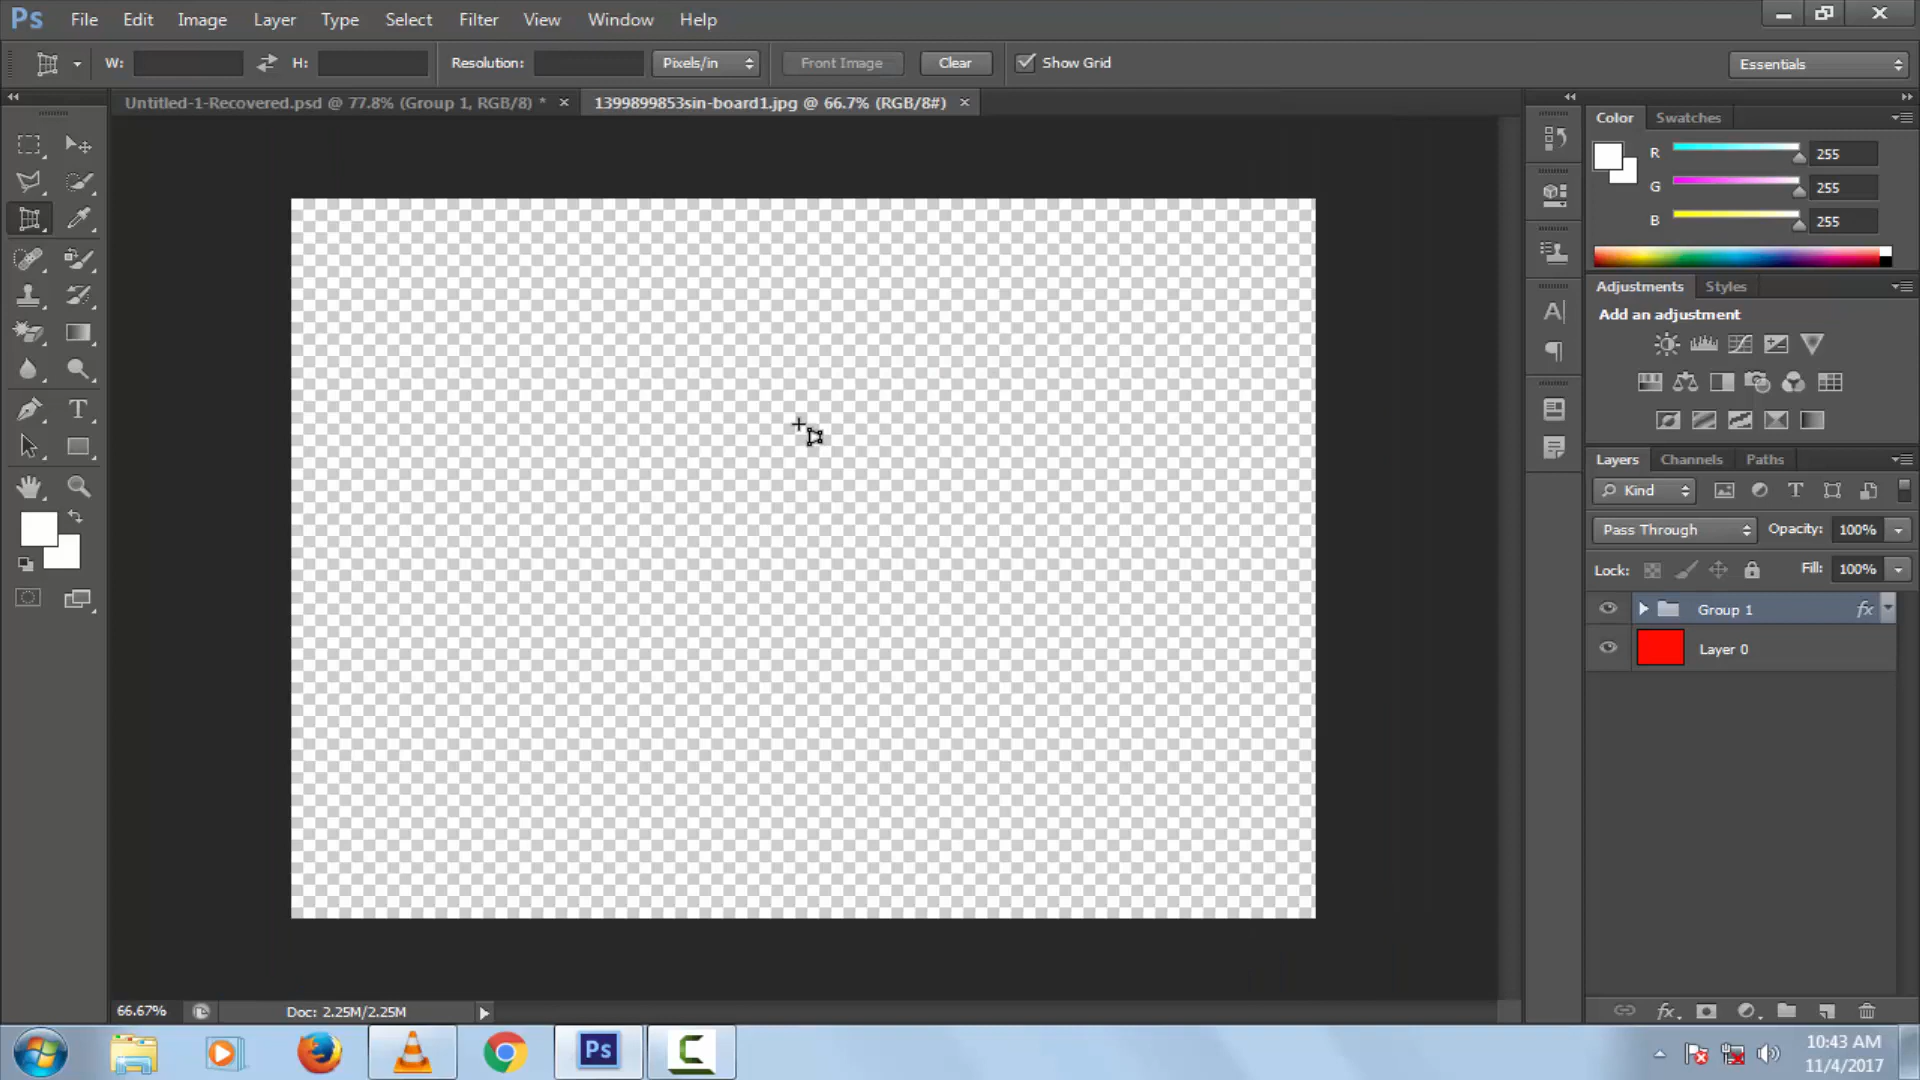 Ps File Edit Image Layer Type Select Filter View Window Help
W: H: Resolution: Pixels/in Front Image Clear Show Grid Essentials
Untitled-1-Recovered.psd @ 77.8% (Group 1, RGB/8) * 1399899853sin-board1.jpg @ 66.7% (RGB/8#)
Color Swatches
R 255
G 255
B 255
Adjustments Styles
Add an adjustment
Layers Channels Paths
Kind
Pass Through Opacity: 100%
Lock: Fill: 100%
Group 1 fx
Layer 0
66.67% Doc: 2.25M/2.25M
fx
Ps
10:43 AM
11/4/2017